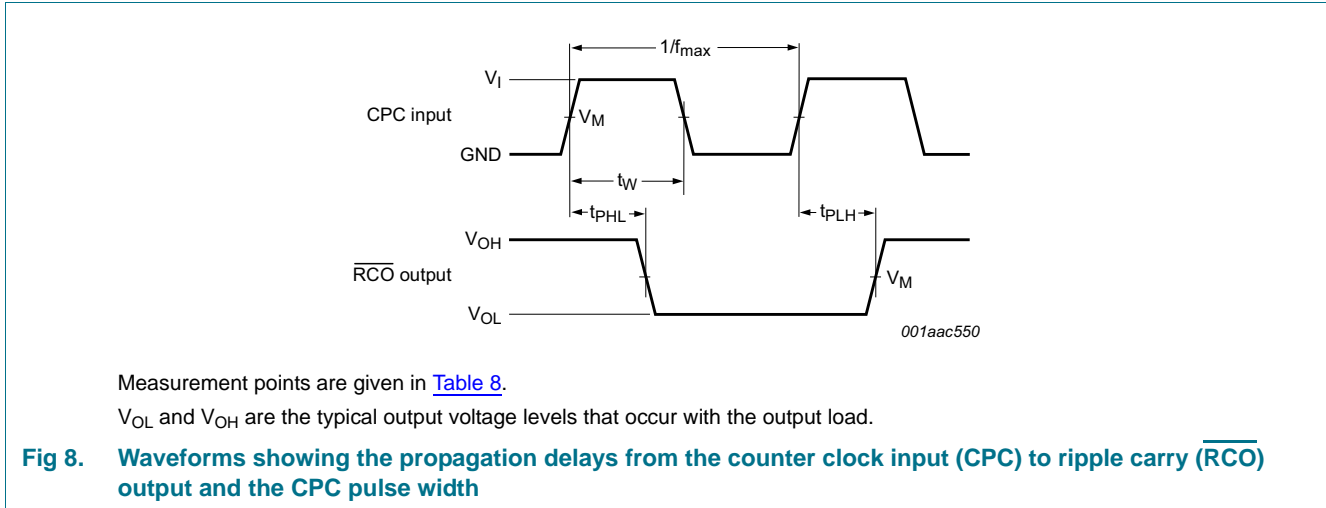 1/fmax
VI
CPC input
VM
GND
tW
tPHL
tPLH
VOH
RCO output
VM
VOL
001aac550
Measurement points are given in Table 8.
VOL and VOH are the typical output voltage levels that occur with the output load.
Fig 8. Waveforms showing the propagation delays from the counter clock input (CPC) to ripple carry (RCO)
output and the CPC pulse width